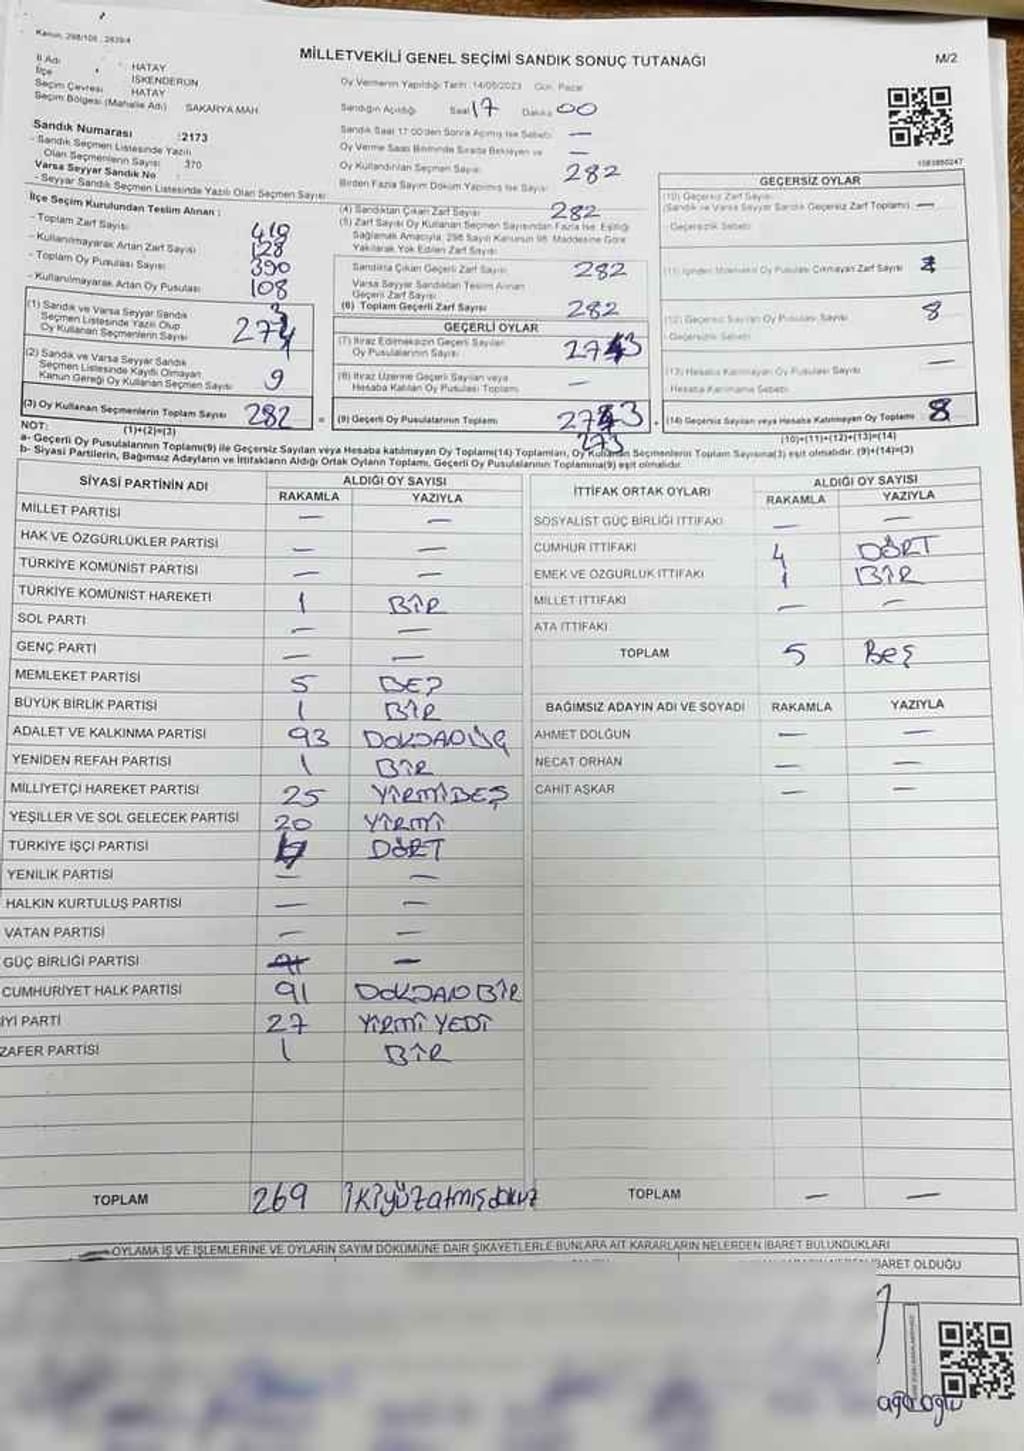 Kanun: 298/105 , 2839/4
MİLLETVEKİLİ GENEL SEÇİMİ SANDIK SONUÇ TUTANAĞI
M/2
İl Adı : HATAY
İlçe : İSKENDERUN
Seçim Çevresi : HATAY
Seçim Bölgesi (Mahalle Adı) SAKARYA MAH.
Sandık Numarası :2173
- Sandık Seçmen Listesinde Yazılı
Olan Seçmenlerin Sayısı 370
Varsa Seyyar Sandık No :
- Seyyar Sandık Seçmen Listesinde Yazılı Olan Seçmen Sayısı:
Oy Vermenin Yapıldığı Tarih :14/05/2023 Gün: Pazar
Sandığın Açıldığı Saat 17 Dakika 00
Sandık Saat 17:00'den Sonra Açılmış İse Sebebi —
Oy Verme Saati Bitiminde Sırada Bekleyen ve —
Oy Kullandırılan Seçmen Sayısı 282
Birden Fazla Sayım Döküm Yapılmış İse Sayısı
1083860247
İlçe Seçim Kurulundan Teslim Alınan :
- Toplam Zarf Sayısı 419
- Kullanılmayarak Artan Zarf Sayısı 128
- Toplam Oy Pusulası Sayısı 390
- Kullanılmayarak Artan Oy Pusulası 108
(1) Sandık ve Varsa Seyyar Sandık
Seçmen Listesinde Yazılı Olup
Oy Kullanan Seçmenlerin Sayısı 273
(2) Sandık ve Varsa Seyyar Sandık
Seçmen Listesinde Kayıtlı Olmayan
Kanun Gereği Oy Kullanan Seçmen Sayısı 9
(3) Oy Kullanan Seçmenlerin Toplam Sayısı 282
(1)+(2)=(3)
(4) Sandıktan Çıkan Zarf Sayısı 282
(5) Zarf Sayısı Oy Kullanan Seçmen Sayısından Fazla İse, Eşitliği
Sağlamak Amacıyla, 298 Sayılı Kanunun 98. Maddesine Göre
Yakılarak Yok Edilen Zarf Sayısı
Sandıkta Çıkan Geçerli Zarf Sayısı 282
Varsa Seyyar Sandıktan Teslim Alınan
Geçerli Zarf Sayısı
(6) Toplam Geçerli Zarf Sayısı 282
GEÇERLİ OYLAR
(7) İtiraz Edilmeksizin Geçerli Sayılan
Oy Pusulalarının Sayısı 273
(8) İtiraz Üzerine Geçerli Sayılan veya
Hesaba Katılan Oy Pusulası Toplamı —
= (9) Geçerli Oy Pusulalarının Toplamı 273
273
GEÇERSİZ OYLAR
(10) Geçersiz Zarf Sayısı
(Sandık ve Varsa Seyyar Sandık Geçersiz Zarf Toplamı) —
Geçersizlik Sebebi:
(11) İçinden Milletvekili Oy Pusulası Çıkmayan Zarf Sayısı
(12) Geçersiz Sayılan Oy Pusulası Sayısı 8
Geçersizlik Sebebi:
(13) Hesaba Katılmayan Oy Pusulası Sayısı —
Hesaba Katılmama Sebebi:
+ (14) Geçersiz Sayılan veya Hesaba Katılmayan Oy Toplamı 8
(10)+(11)+(12)+(13)=(14)
NOT:
a- Geçerli Oy Pusulalarının Toplamı(9) ile Geçersiz Sayılan veya Hesaba katılmayan Oy Toplamı(14) Toplamları, Oy Kullanan Seçmenlerin Toplam Sayısına(3) eşit olmalıdır. (9)+(14)=(3)
b- Siyasi Partilerin, Bağımsız Adayların ve İttifakların Aldığı Ortak Oyların Toplamı, Geçerli Oy Pusulalarının Toplamına(9) eşit olmalıdır.
SİYASİ PARTİNİN ADI
ALDIĞI OY SAYISI
RAKAMLA YAZIYLA
MİLLET PARTİSİ — —
HAK VE ÖZGÜRLÜKLER PARTİSİ — —
TÜRKİYE KOMÜNİST PARTİSİ — —
TÜRKİYE KOMÜNİST HAREKETİ 1 BİR
SOL PARTİ — —
GENÇ PARTİ — —
MEMLEKET PARTİSİ 5 BEŞ
BÜYÜK BİRLİK PARTİSİ 1 BİR
ADALET VE KALKINMA PARTİSİ 93 DOKSANÜÇ
YENİDEN REFAH PARTİSİ 1 BİR
MİLLİYETÇİ HAREKET PARTİSİ 25 YİRMİBEŞ
YEŞİLLER VE SOL GELECEK PARTİSİ 20 YİRMİ
TÜRKİYE İŞÇİ PARTİSİ 4 DÖRT
YENİLİK PARTİSİ — —
HALKIN KURTULUŞ PARTİSİ — —
VATAN PARTİSİ — —
GÜÇ BİRLİĞİ PARTİSİ 91 —
CUMHURİYET HALK PARTİSİ 91 DOKSAN BİR
İYİ PARTİ 27 YİRMİ YEDİ
ZAFER PARTİSİ 1 BİR
TOPLAM 269 İkiyüzatmışdokuz
İTTİFAK ORTAK OYLARI
ALDIĞI OY SAYISI
RAKAMLA YAZIYLA
SOSYALİST GÜÇ BİRLİĞİ İTTİFAKI — —
CUMHUR İTTİFAKI 4 DÖRT
EMEK VE ÖZGÜRLÜK İTTİFAKI 1 BİR
MİLLET İTTİFAKI — —
ATA İTTİFAKI
TOPLAM 5 Beş
BAĞIMSIZ ADAYIN ADI VE SOYADI RAKAMLA YAZIYLA
AHMET DOLĞUN — —
NECAT ORHAN — —
CAHİT AŞKAR — —
TOPLAM — —
OYLAMA İŞ VE İŞLEMLERİNE VE OYLARIN SAYIM DÖKÜMÜNE DAİR ŞİKAYETLERLE BUNLARA AİT KARARLARIN NELERDEN İBARET BULUNDUKLARI
İBARET OLDUĞU